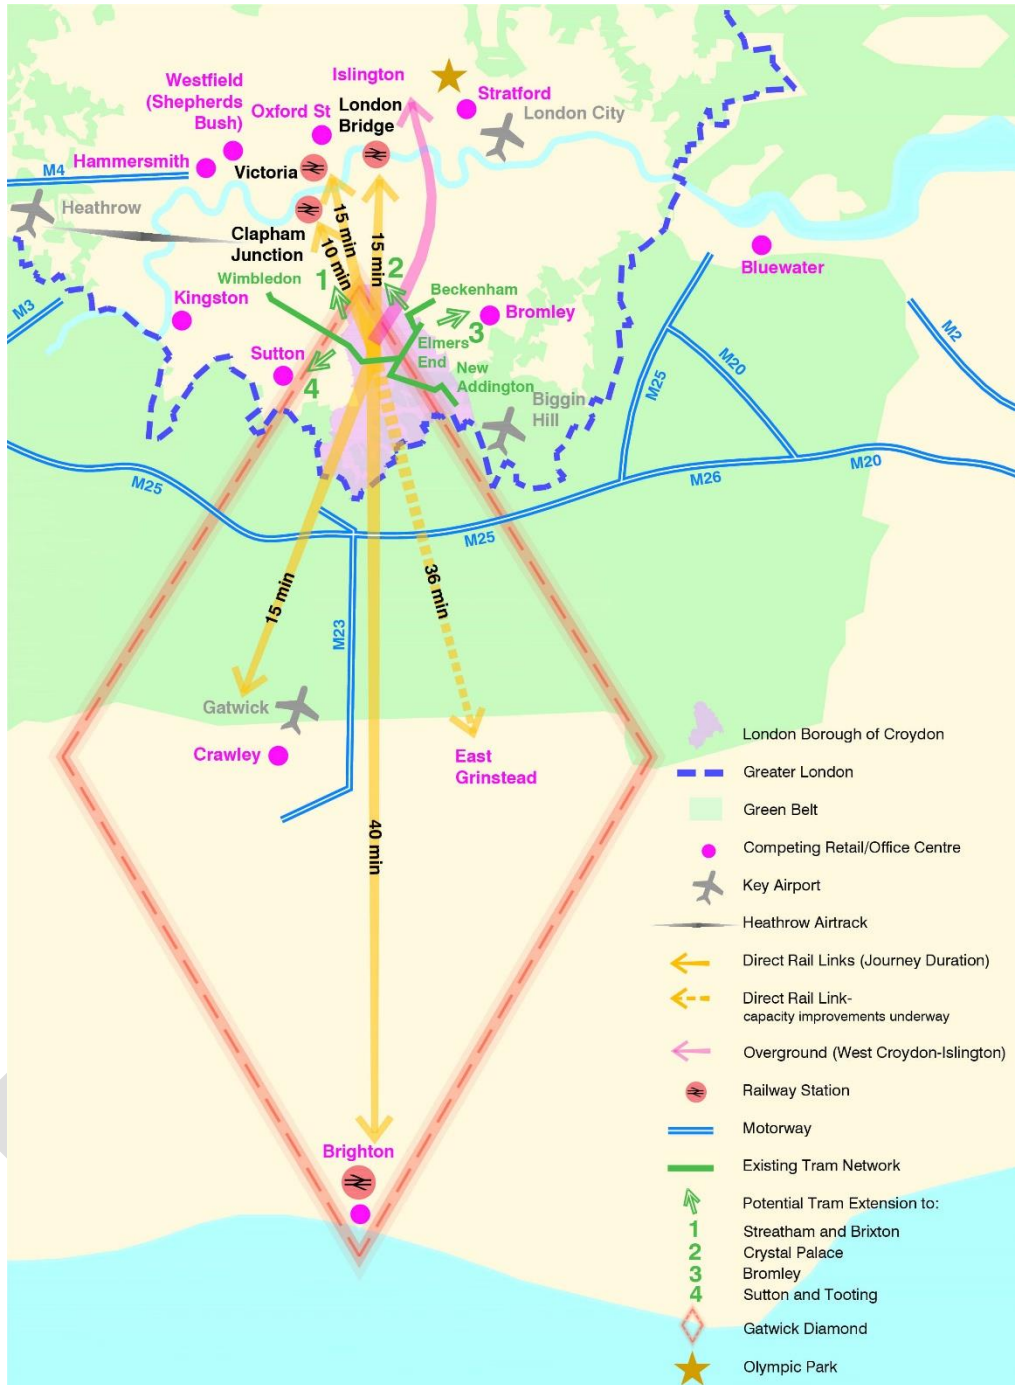 Islington
Westfield
(Shepherds
Bush)
Oxford St
London
Bridge
Stratford
London City
Hammersmith
M4
Victoria
Heathrow
Clapham
Junction
15 min
10 min
15 min
Bluewater
Wimbledon
1
2
Beckenham
M3
Kingston
Bromley
3
Elmers
End
M2
Sutton
4
New
Addington
M25
M20
Biggin
Hill
M25
M26
M20
M25
15 min
36 min
M23
Gatwick
Crawley
East
Grinstead
40 min
Brighton
London Borough of Croydon
Greater London
Green Belt
Competing Retail/Office Centre
Key Airport
Heathrow Airtrack
Direct Rail Links (Journey Duration)
Direct Rail Link-
capacity improvements underway
Overground (West Croydon-Islington)
Railway Station
Motorway
Existing Tram Network
Potential Tram Extension to:
1 Streatham and Brixton
2 Crystal Palace
3 Bromley
4 Sutton and Tooting
Gatwick Diamond
Olympic Park